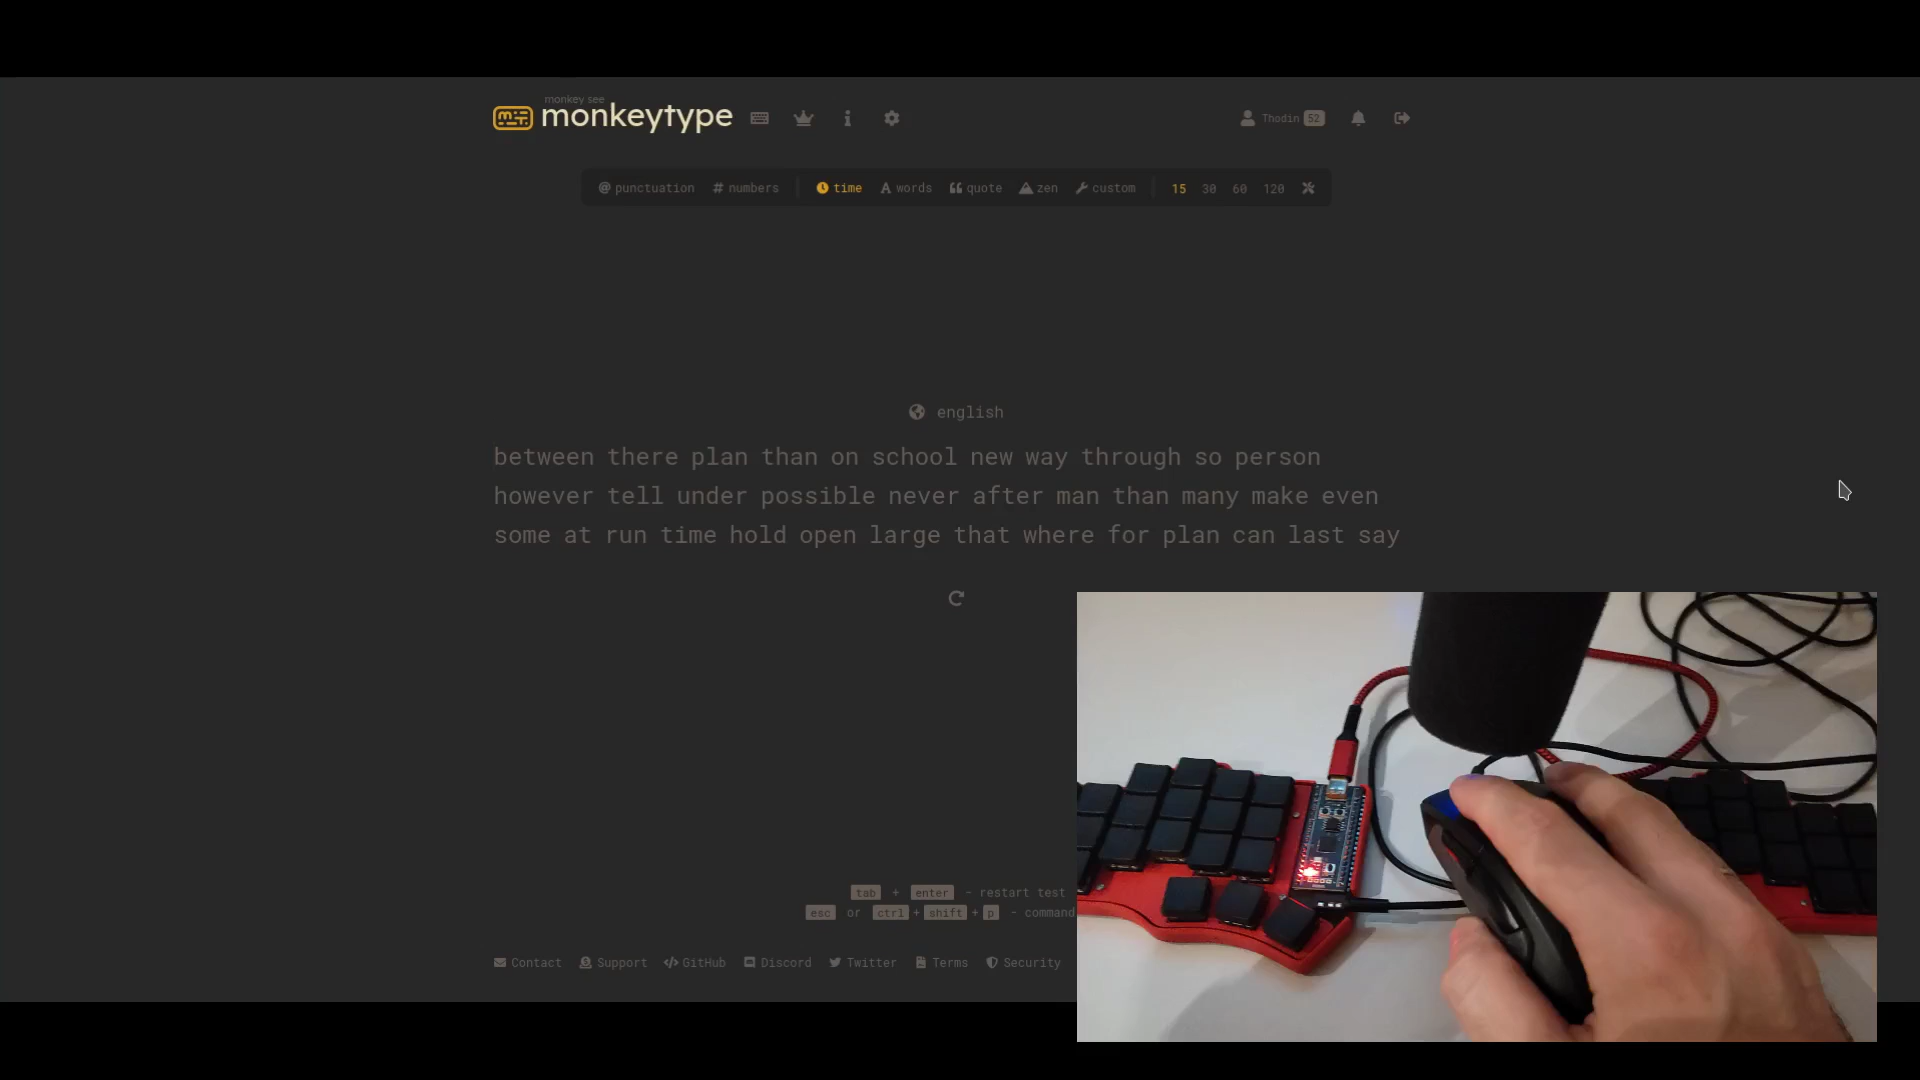 monkey see
monkeytype
Thodin 52
@ punctuation # numbers time A words quote zen custom 15 30 60 120
english
between there plan than on school new way through so person
however tell under possible never after man than many make even
some at run time hold open large that where for plan can last say
tab + enter - restart test
esc or ctrl + shift + p - command
Contact Support GitHub Discord Twitter Terms Security